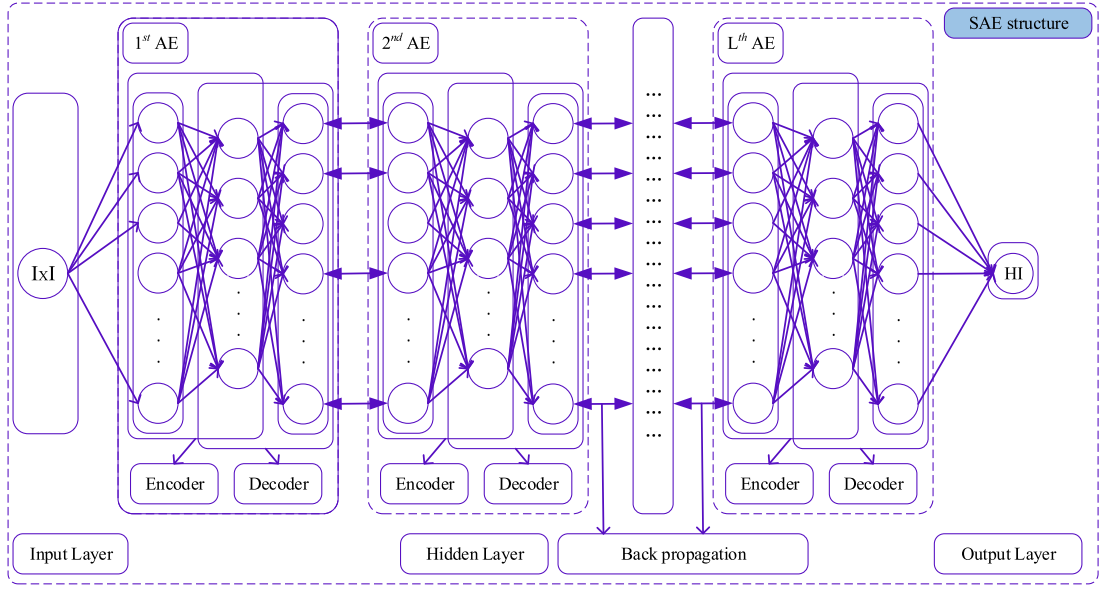 SAE structure
1st AE
2nd AE
Lth AE
IxI
HI
Encoder
Decoder
Encoder
Decoder
Encoder
Decoder
Input Layer
Hidden Layer
Back propagation
Output Layer